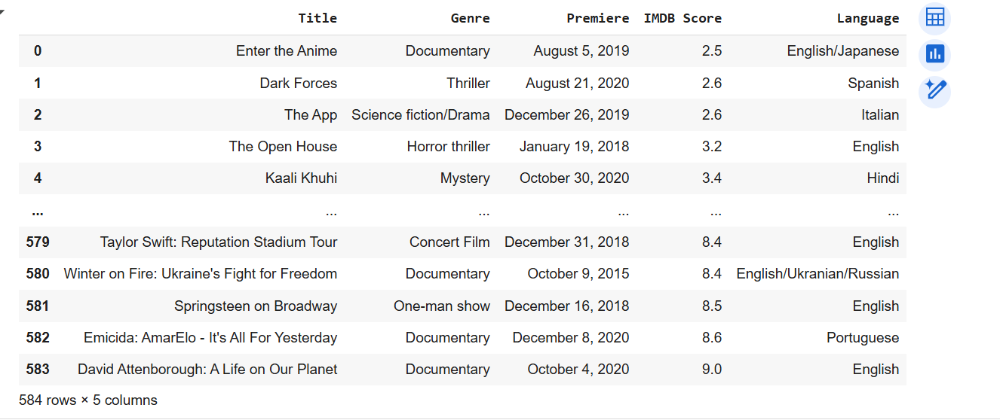 Title Genre Premiere IMDB Score Language
0 Enter the Anime Documentary August 5, 2019 2.5 English/Japanese
1 Dark Forces Thriller August 21, 2020 2.6 Spanish
2 The App Science fiction/Drama December 26, 2019 2.6 Italian
3 The Open House Horror thriller January 19, 2018 3.2 English
4 Kaali Khuhi Mystery October 30, 2020 3.4 Hindi
... ... ... ... ... ...
579 Taylor Swift: Reputation Stadium Tour Concert Film December 31, 2018 8.4 English
580 Winter on Fire: Ukraine's Fight for Freedom Documentary October 9, 2015 8.4 English/Ukranian/Russian
581 Springsteen on Broadway One-man show December 16, 2018 8.5 English
582 Emicida: AmarElo - It's All For Yesterday Documentary December 8, 2020 8.6 Portuguese
583 David Attenborough: A Life on Our Planet Documentary October 4, 2020 9.0 English
584 rows × 5 columns